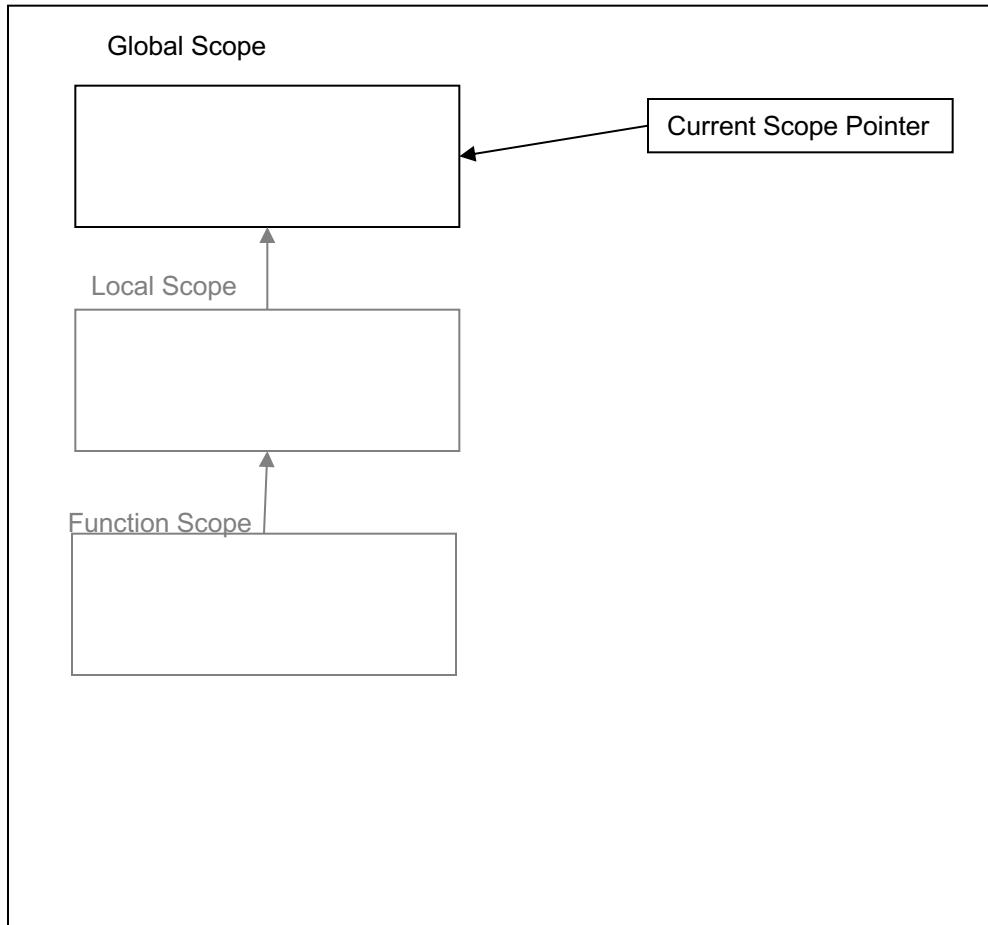 Global Scope
Current Scope Pointer
Local Scope
Function Scope